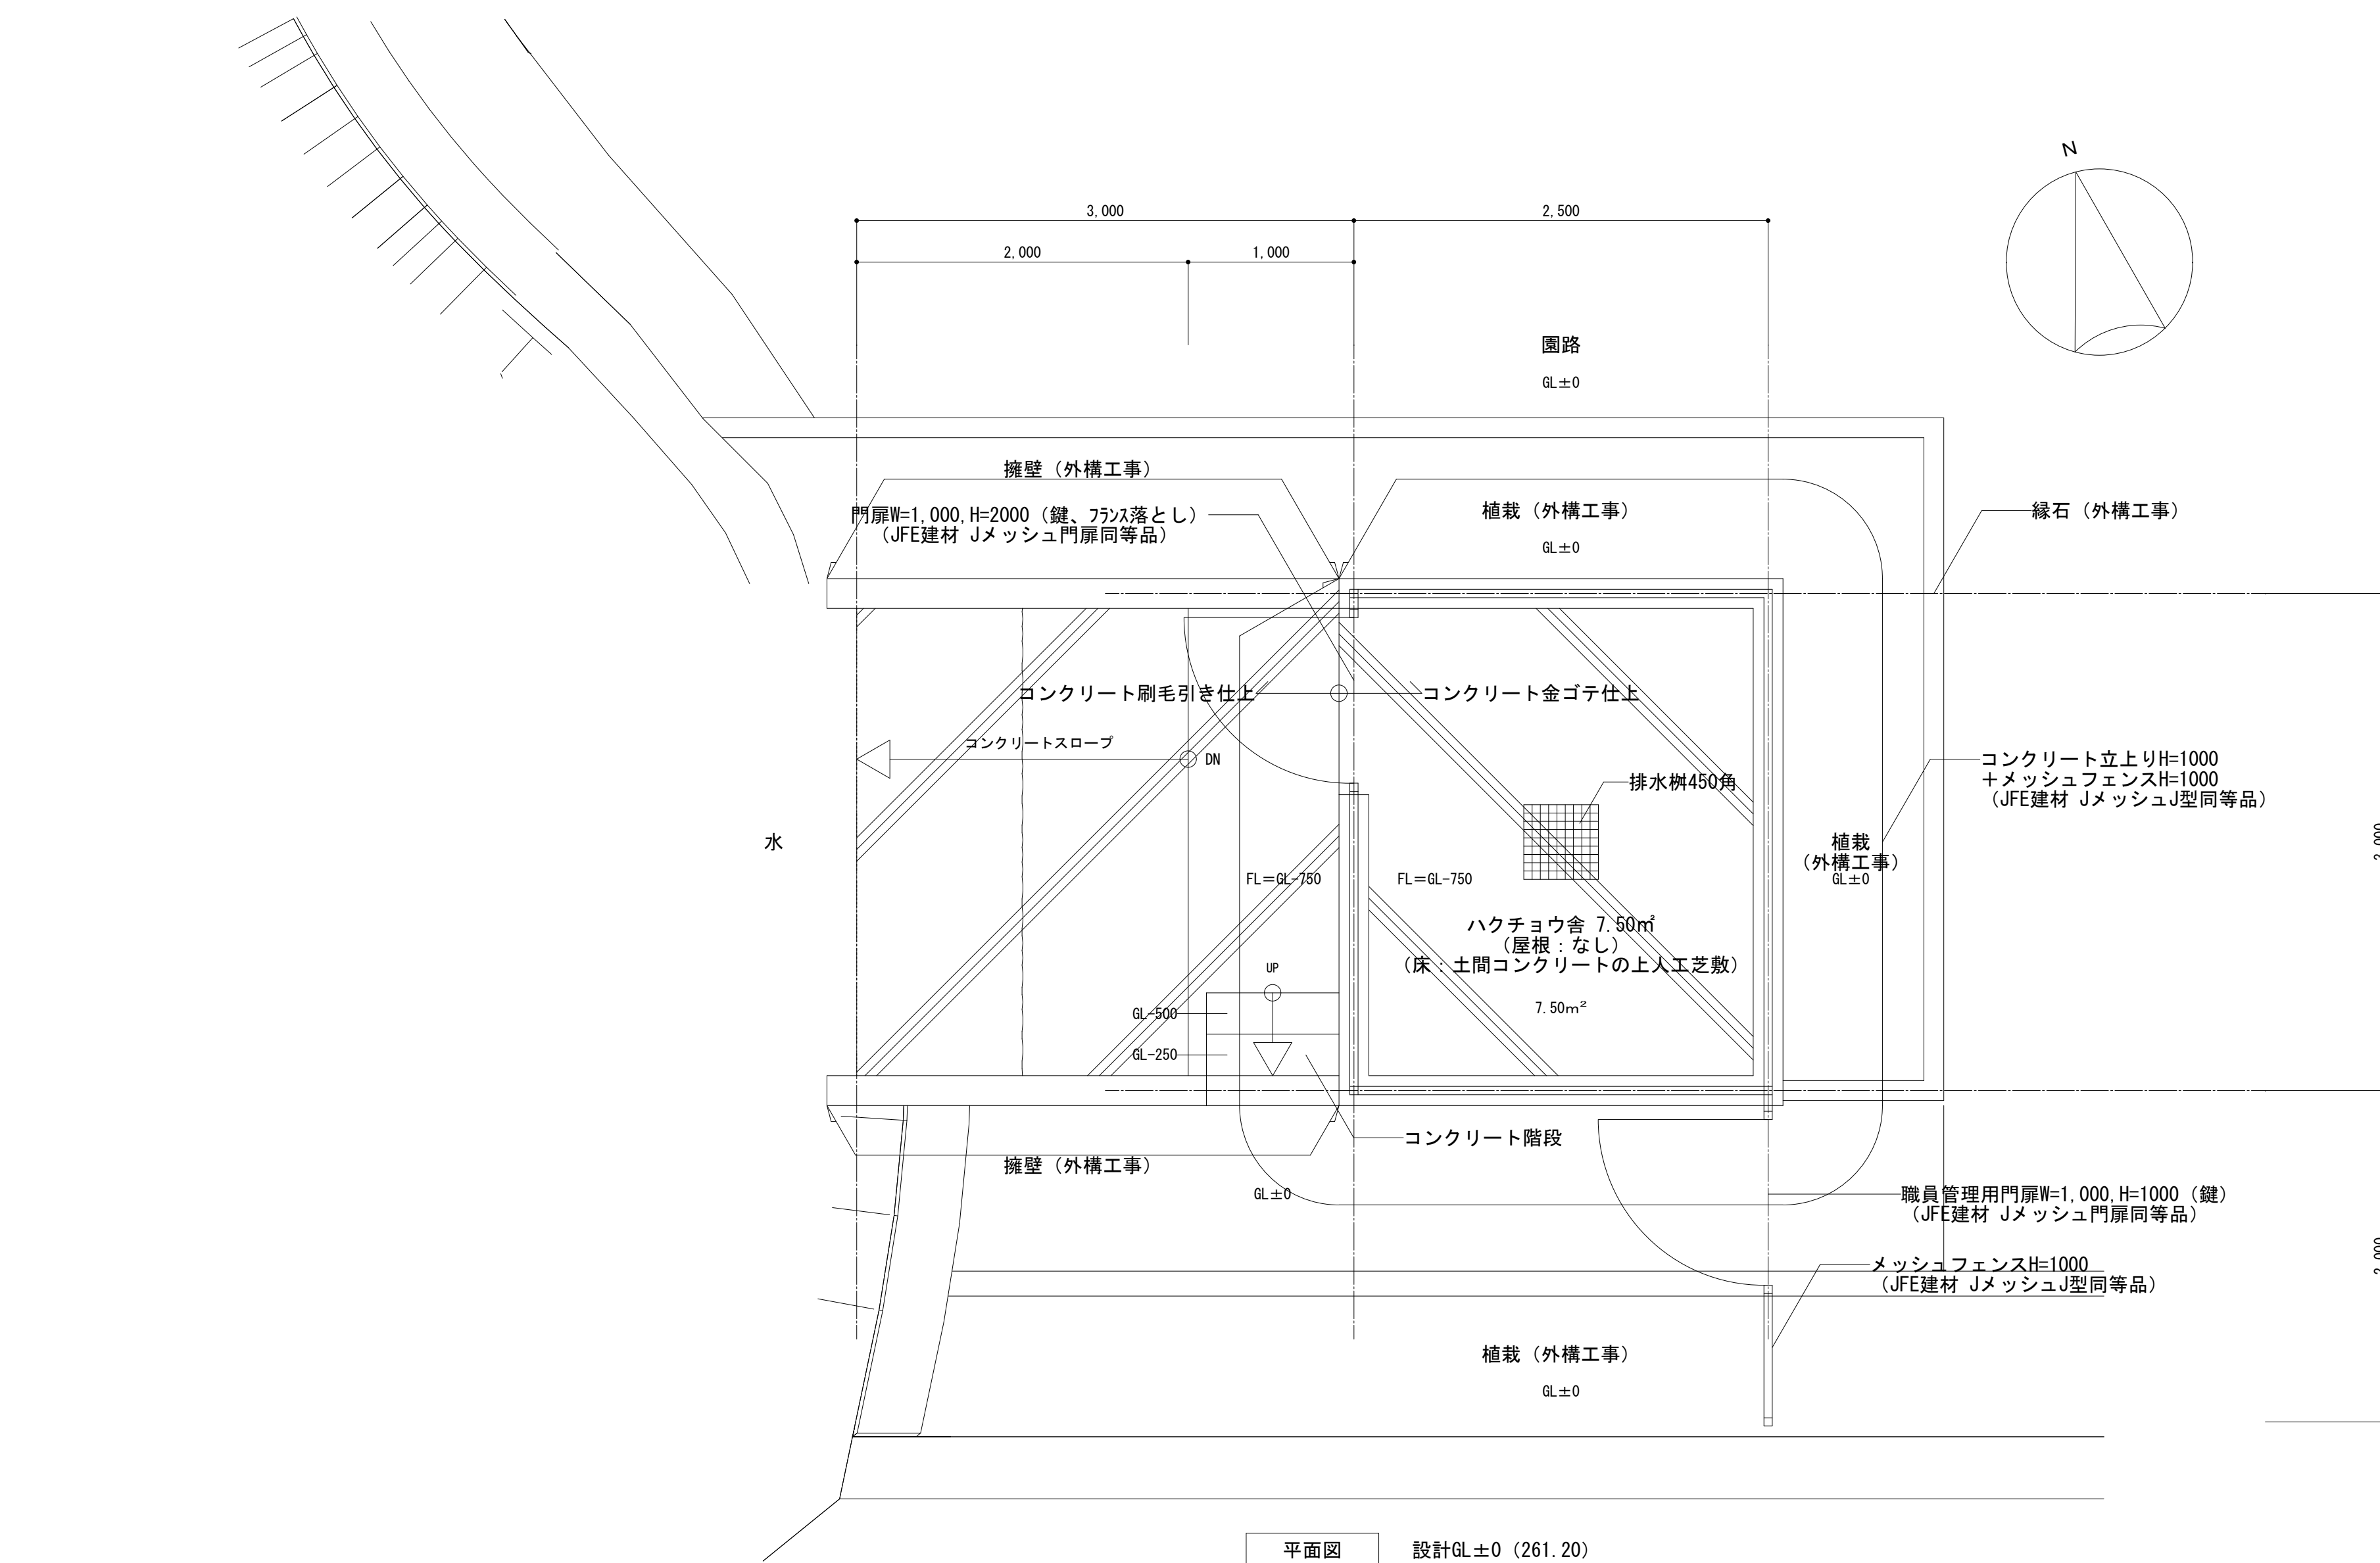 N
3,000
2,500
2,000
1,000
園路
GL±0
擁壁（外構工事）
門扉W=1,000,H=2000（鍵、フランス落とし）
（JFE建材 Jメッシュ門扉同等品）
植栽（外構工事）
GL±0
縁石（外構工事）
コンクリート刷毛引き仕上
コンクリート金ゴテ仕上
コンクリートスロープ
DN
排水桝450角
コンクリート立上りH=1000
＋メッシュフェンスH=1000
（JFE建材 JメッシュJ型同等品）
水
植栽
（外構工事）
GL±0
3,000
FL＝GL-750
FL＝GL-750
ハクチョウ舎 7.50㎡
（屋根：なし）
（床：土間コンクリートの上人工芝敷）
UP
7.50m²
GL-500
GL-250
コンクリート階段
擁壁（外構工事）
GL±0
職員管理用門扉W=1,000,H=1000（鍵）
（JFE建材 Jメッシュ門扉同等品）
メッシュフェンスH=1000
（JFE建材 JメッシュJ型同等品）
2,000
植栽（外構工事）
GL±0
平面図
設計GL±0（261.20）